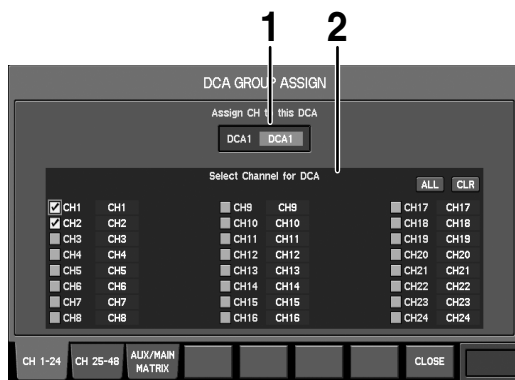 1 2
DCA GROUP ASSIGN
Assign CH to this DCA
DCA1 DCA1
Select Channel for DCA
ALL CLR
CH1 CH1 CH9 CH9 CH17 CH17
CH2 CH2 CH10 CH10 CH18 CH18
CH3 CH3 CH11 CH11 CH19 CH19
CH4 CH4 CH12 CH12 CH20 CH20
CH5 CH5 CH13 CH13 CH21 CH21
CH6 CH6 CH14 CH14 CH22 CH22
CH7 CH7 CH15 CH15 CH23 CH23
CH8 CH8 CH16 CH16 CH24 CH24
CH 1-24 CH 25-48 AUX/MAIN MATRIX CLOSE